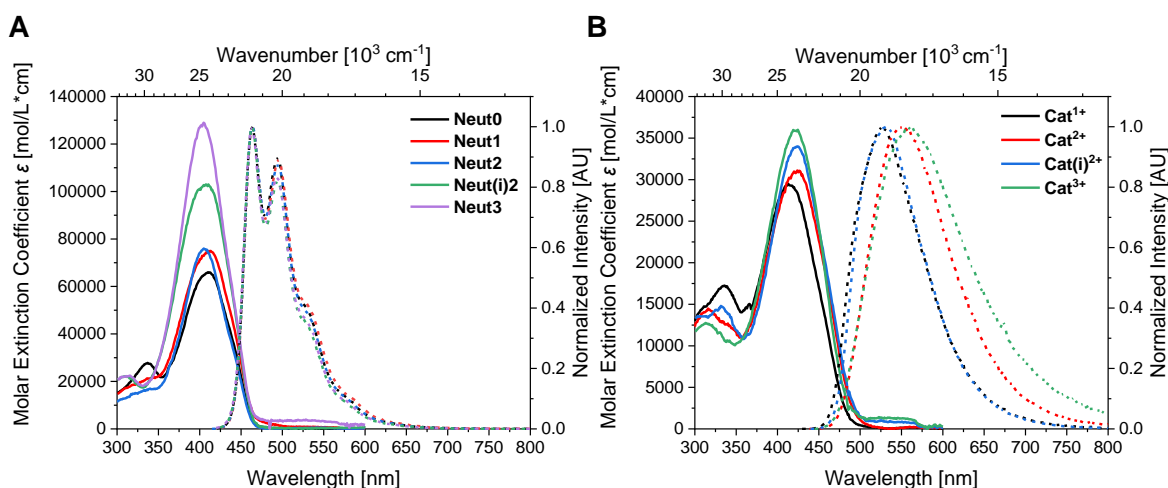 A
Wavenumber [10³ cm⁻¹]
30 25 20 15
140000
120000
100000
80000
60000
40000
20000
0
Molar Extinction Coefficient ε [mol/L*cm]
Neut0
Neut1
Neut2
Neut(i)2
Neut3
1.0
0.8
0.6
0.4
0.2
0.0
Normalized Intensity [AU]
300 350 400 450 500 550 600 650 700 750 800
Wavelength [nm]
B
Wavenumber [10³ cm⁻¹]
30 25 20 15
40000
35000
30000
25000
20000
15000
10000
5000
0
Molar Extinction Coefficient ε [mol/L*cm]
Cat¹⁺
Cat²⁺
Cat(i)²⁺
Cat³⁺
1.0
0.8
0.6
0.4
0.2
0.0
Normalized Intensity [AU]
300 350 400 450 500 550 600 650 700 750 800
Wavelength [nm]